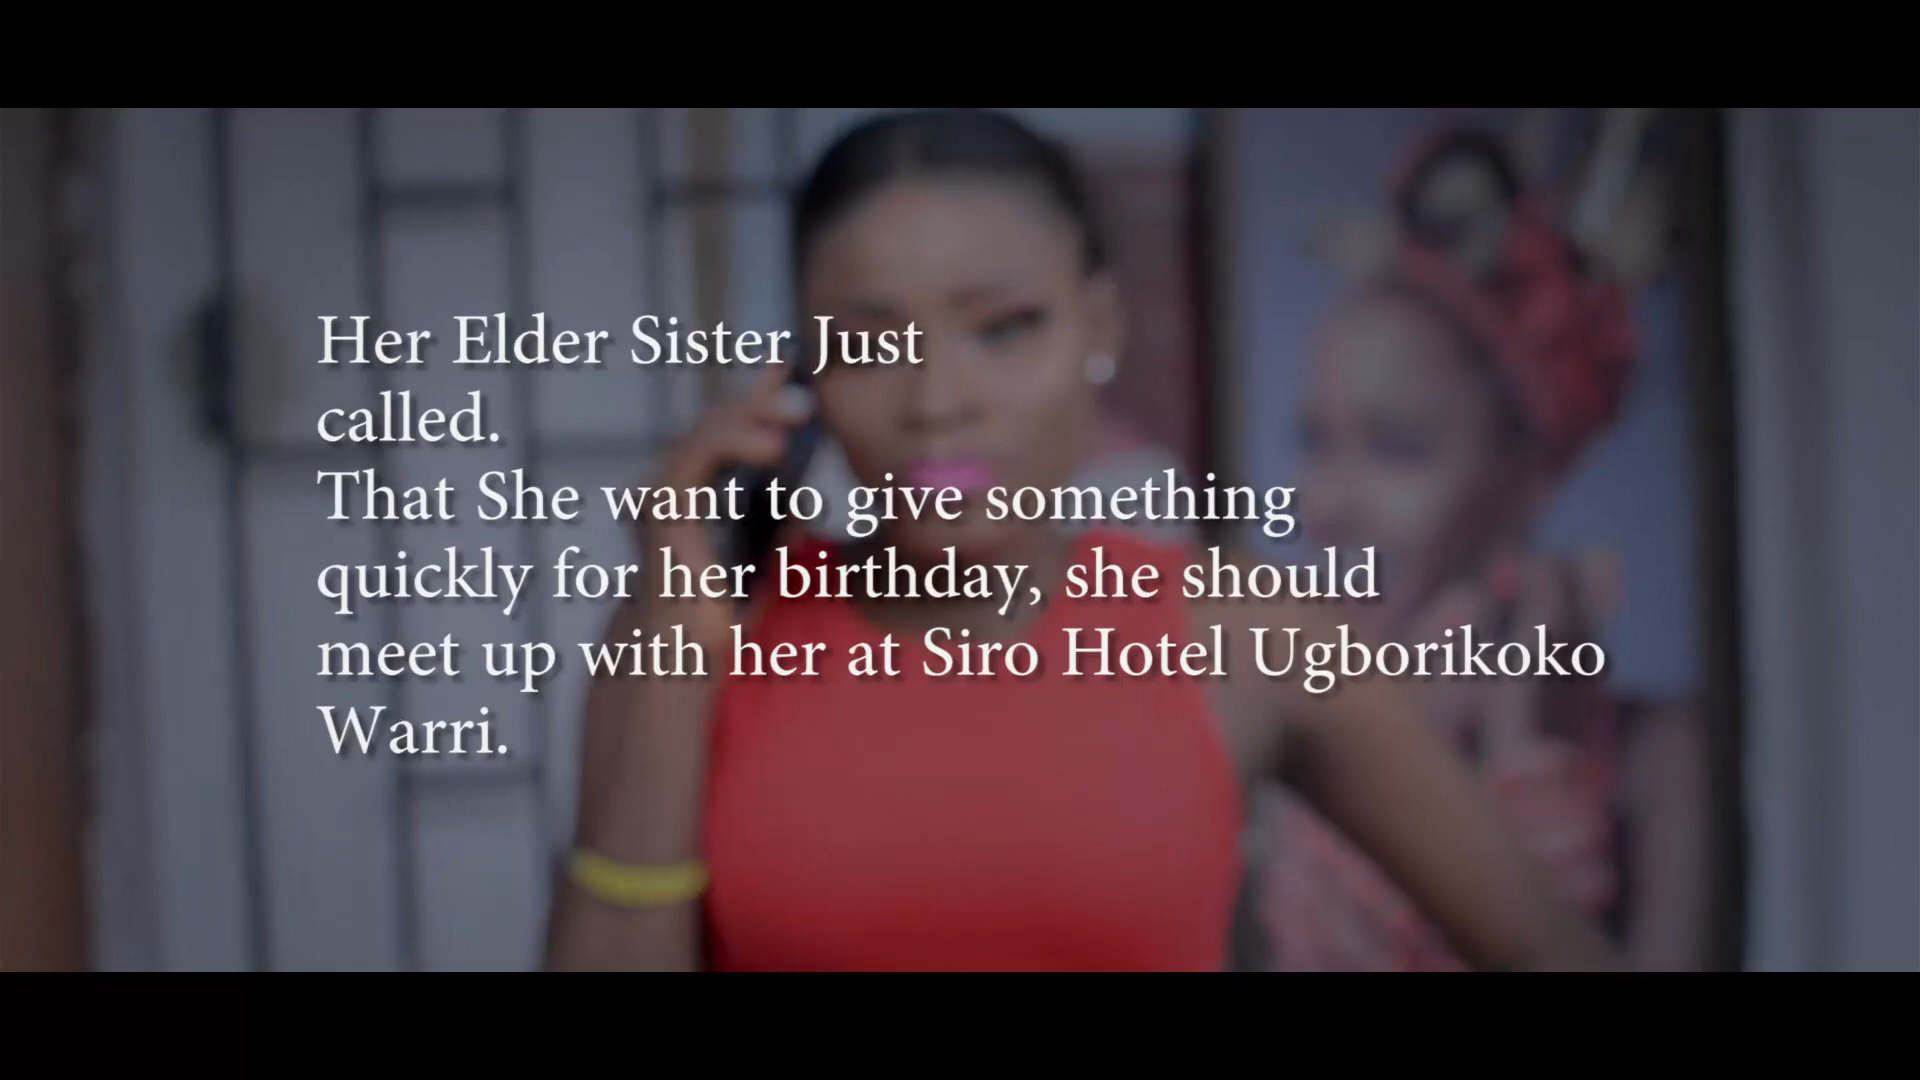 Her Elder Sister Just
called.
That She want to give something
quickly for her birthday, she should
meet up with her at Siro Hotel Ugborikoko
Warri.